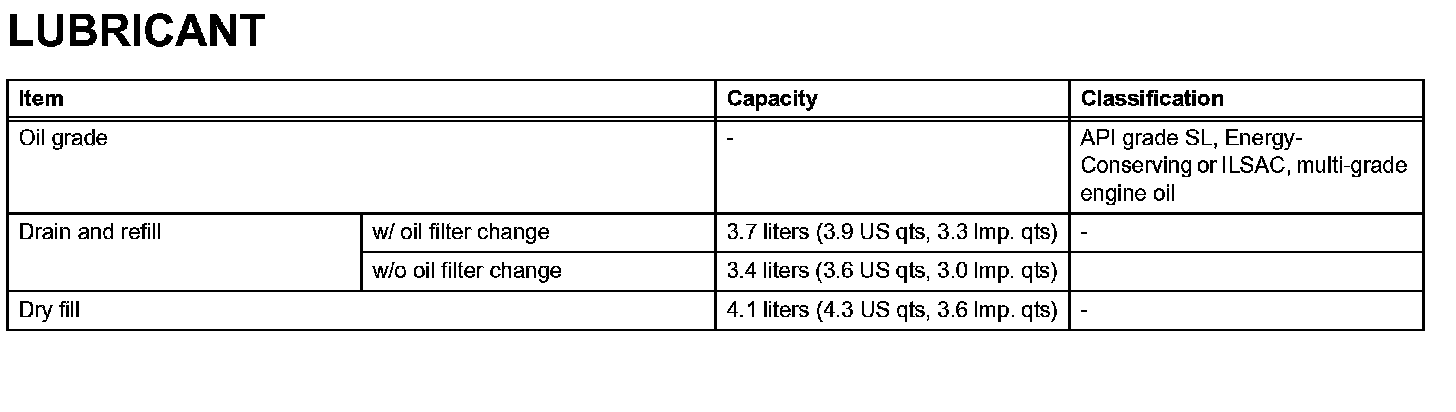 LUBRICANT
Item Capacity Classification
Oil grade - API grade SL, Energy-
Conserving or ILSAC, multi-grade
engine oil
Drain and refill w/ oil filter change 3.7 liters (3.9 US qts, 3.3 Imp. qts) -
w/o oil filter change 3.4 liters (3.6 US qts, 3.0 Imp. qts)
Dry fill 4.1 liters (4.3 US qts, 3.6 Imp. qts) -